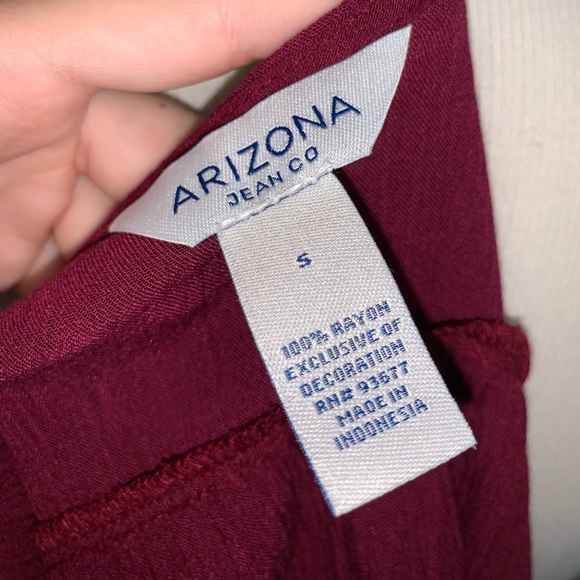 ARIZONA
JEAN CO
S
100% RAYON
EXCLUSIVE OF
DECORATION
RN# 93677
MADE IN
INDONESIA